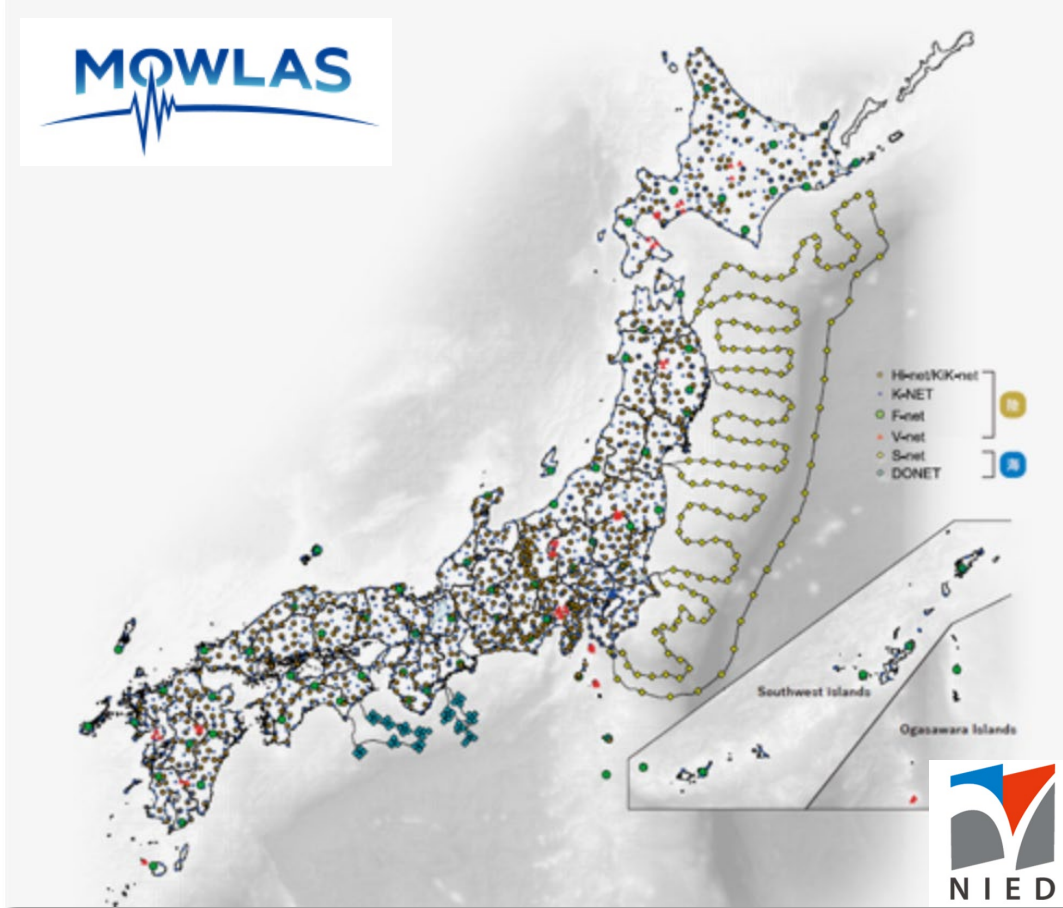 MOWLAS
Hi-net/KiK-net
K-NET
F-net
V-net
S-net
DONET
陸
海
Southwest islands
Ogasawara Islands
NIED